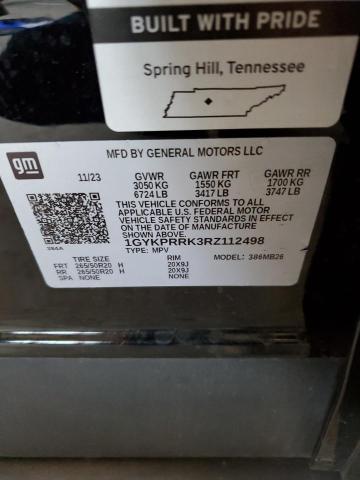 BUILT WITH PRIDE
Spring Hill, Tennessee
gm
MFD BY GENERAL MOTORS LLC
11/23 GVWR GAWR FRT GAWR RR
3050 KG 1550 KG 1700 KG
6724 LB 3417 LB 3747 LB
THIS VEHICLE CONFORMS TO ALL
APPLICABLE U.S. FEDERAL MOTOR
VEHICLE SAFETY STANDARDS IN EFFECT
ON THE DATE OF MANUFACTURE
SHOWN ABOVE.
1GYKPRRK3RZ112498
TYPE: MPV MODEL: 386MB26
TIRE SIZE RIM
FRT 265/50R20 H 20X9J
RR 265/50R20 H 20X9J
SPA NONE NONE